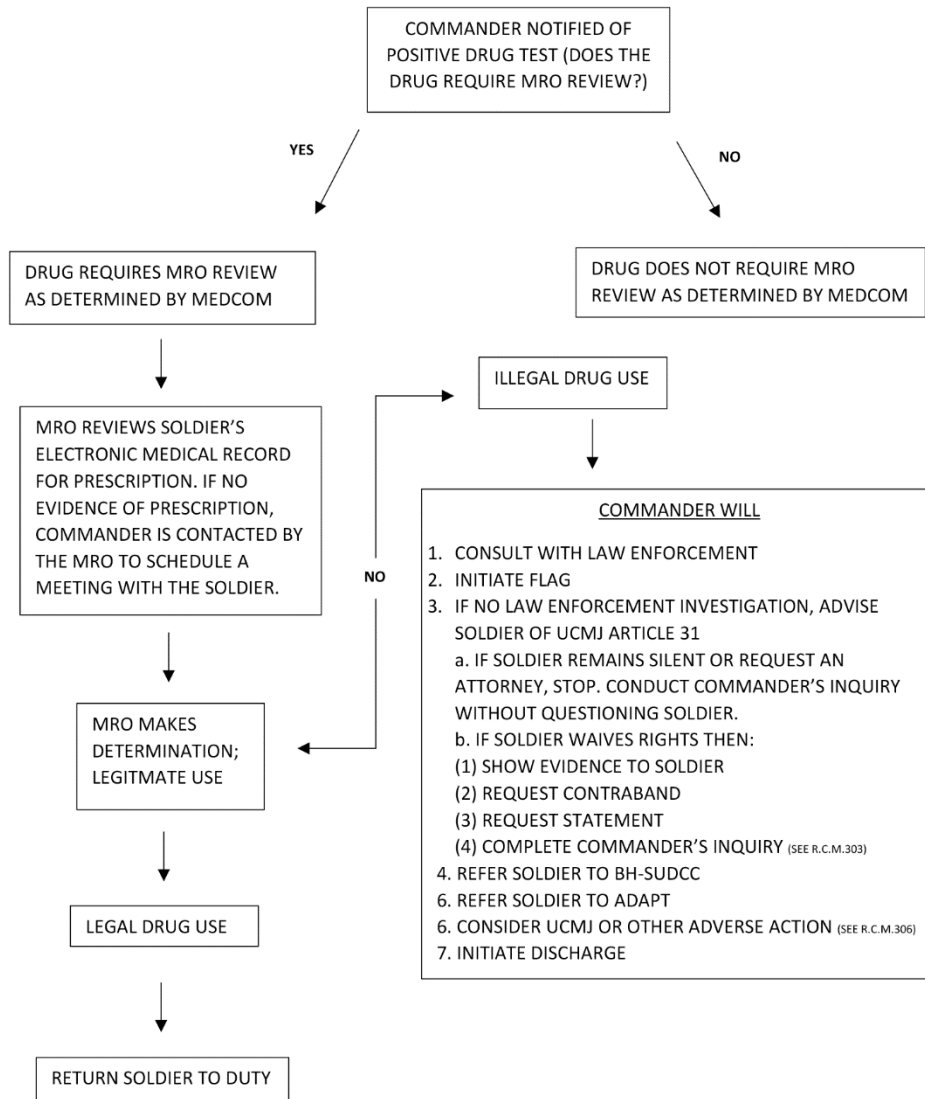 COMMANDER NOTIFIED OF
POSITIVE DRUG TEST (DOES THE
DRUG REQUIRE MRO REVIEW?)
YES
NO
DRUG REQUIRES MRO REVIEW
AS DETERMINED BY MEDCOM
DRUG DOES NOT REQUIRE MRO
REVIEW AS DETERMINED BY MEDCOM
MRO REVIEWS SOLDIER'S
ELECTRONIC MEDICAL RECORD
FOR PRESCRIPTION. IF NO
EVIDENCE OF PRESCRIPTION,
COMMANDER IS CONTACTED BY
THE MRO TO SCHEDULE A
MEETING WITH THE SOLDIER.
NO
ILLEGAL DRUG USE
COMMANDER WILL
1. CONSULT WITH LAW ENFORCEMENT
2. INITIATE FLAG
3. IF NO LAW ENFORCEMENT INVESTIGATION, ADVISE
SOLDIER OF UCMJ ARTICLE 31
a. IF SOLDIER REMAINS SILENT OR REQUEST AN
ATTORNEY, STOP. CONDUCT COMMANDER'S INQUIRY
WITHOUT QUESTIONING SOLDIER.
b. IF SOLDIER WAIVES RIGHTS THEN:
(1) SHOW EVIDENCE TO SOLDIER
(2) REQUEST CONTRABAND
(3) REQUEST STATEMENT
(4) COMPLETE COMMANDER'S INQUIRY (SEE R.C.M.303)
4. REFER SOLDIER TO BH-SUDCC
6. REFER SOLDIER TO ADAPT
6. CONSIDER UCMJ OR OTHER ADVERSE ACTION (SEE R.C.M.306)
7. INITIATE DISCHARGE
MRO MAKES
DETERMINATION;
LEGITMATE USE
LEGAL DRUG USE
RETURN SOLDIER TO DUTY